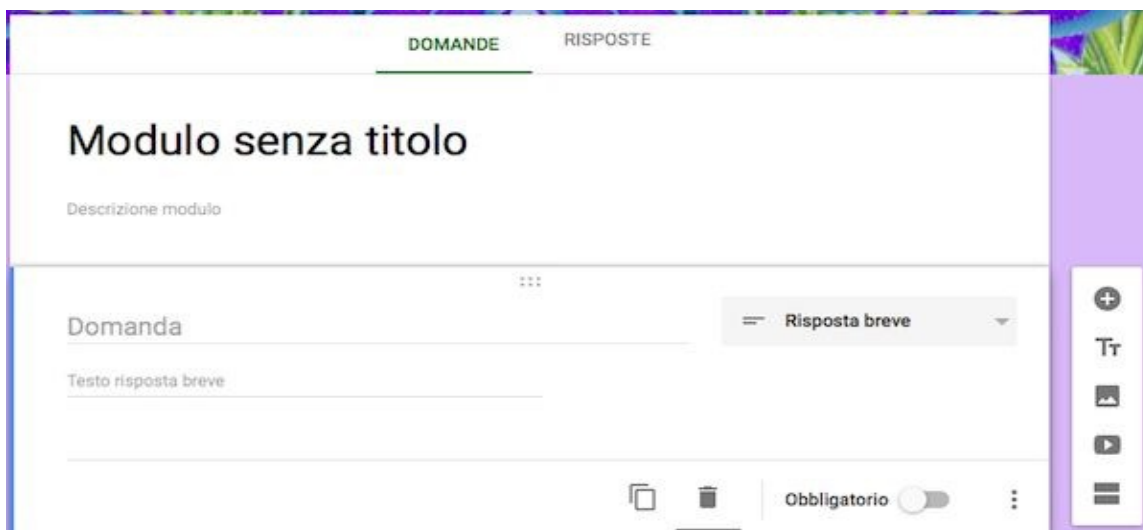 DOMANDE RISPOSTE
Modulo senza titolo
Descrizione modulo
Domanda
Risposta breve
Testo risposta breve
Obbligatorio